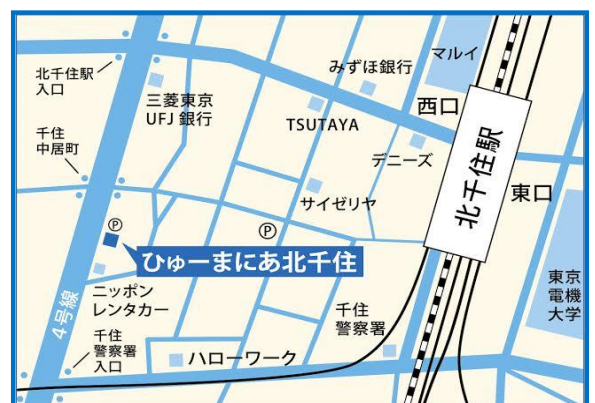 マルイ
みずほ銀行
北千住駅
入口
三菱東京
UFJ 銀行
西口
TSUTAYA
千住
中居町
デニーズ
北千住駅
東口
サイゼリヤ
Ⓟ
Ⓟ
ひゅーまにあ北千住
ニッポン
レンタカー
4号線
東京
電機
大学
千住
警察署
千住
警察署
入口
ハローワーク